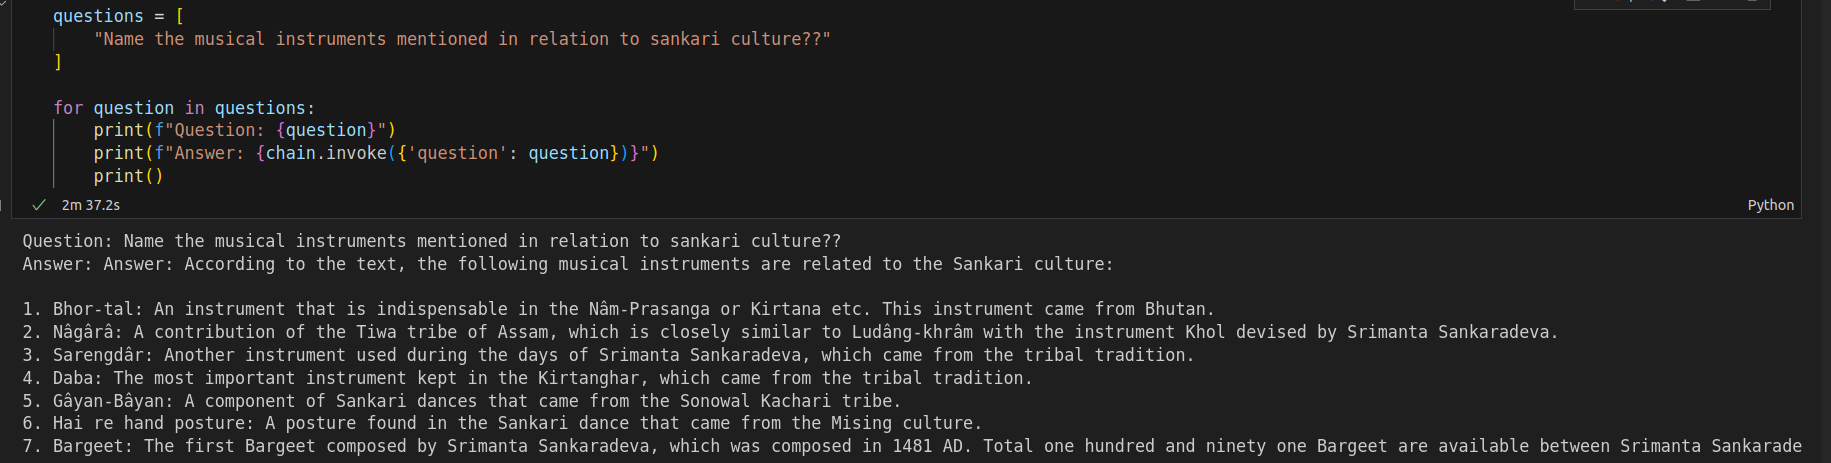 questions = [
"Name the musical instruments mentioned in relation to sankari culture??"
]
for question in questions:
print(f"Question: {question}")
print(f"Answer: {chain.invoke({'question': question})}")
print()
2m 37.2s
Python
Question: Name the musical instruments mentioned in relation to sankari culture??
Answer: Answer: According to the text, the following musical instruments are related to the Sankari culture:
1. Bhor-tal: An instrument that is indispensable in the Nâm-Prasanga or Kirtana etc. This instrument came from Bhutan.
2. Nâgârâ: A contribution of the Tiwa tribe of Assam, which is closely similar to Ludâng-khrâm with the instrument Khol devised by Srimanta Sankaradeva.
3. Sarengdâr: Another instrument used during the days of Srimanta Sankaradeva, which came from the tribal tradition.
4. Daba: The most important instrument kept in the Kirtanghar, which came from the tribal tradition.
5. Gâyan-Bâyan: A component of Sankari dances that came from the Sonowal Kachari tribe.
6. Hai re hand posture: A posture found in the Sankari dance that came from the Mising culture.
7. Bargeet: The first Bargeet composed by Srimanta Sankaradeva, which was composed in 1481 AD. Total one hundred and ninety one Bargeet are available between Srimanta Sankarade